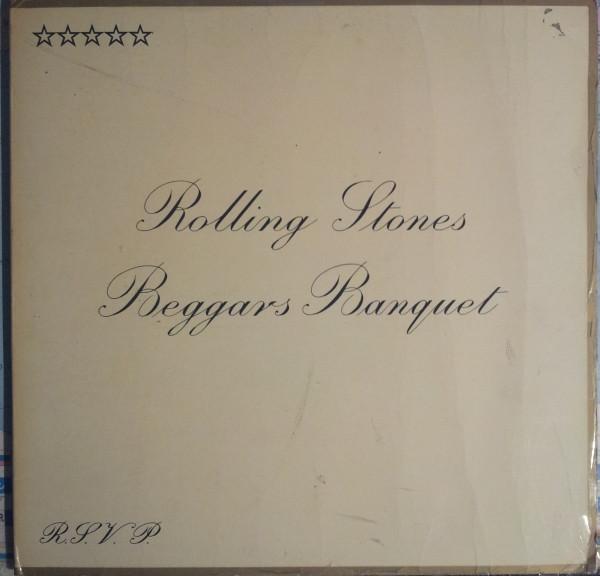 ☆☆☆☆☆
Rolling Stones
Beggars Banquet
R.S.V.P.